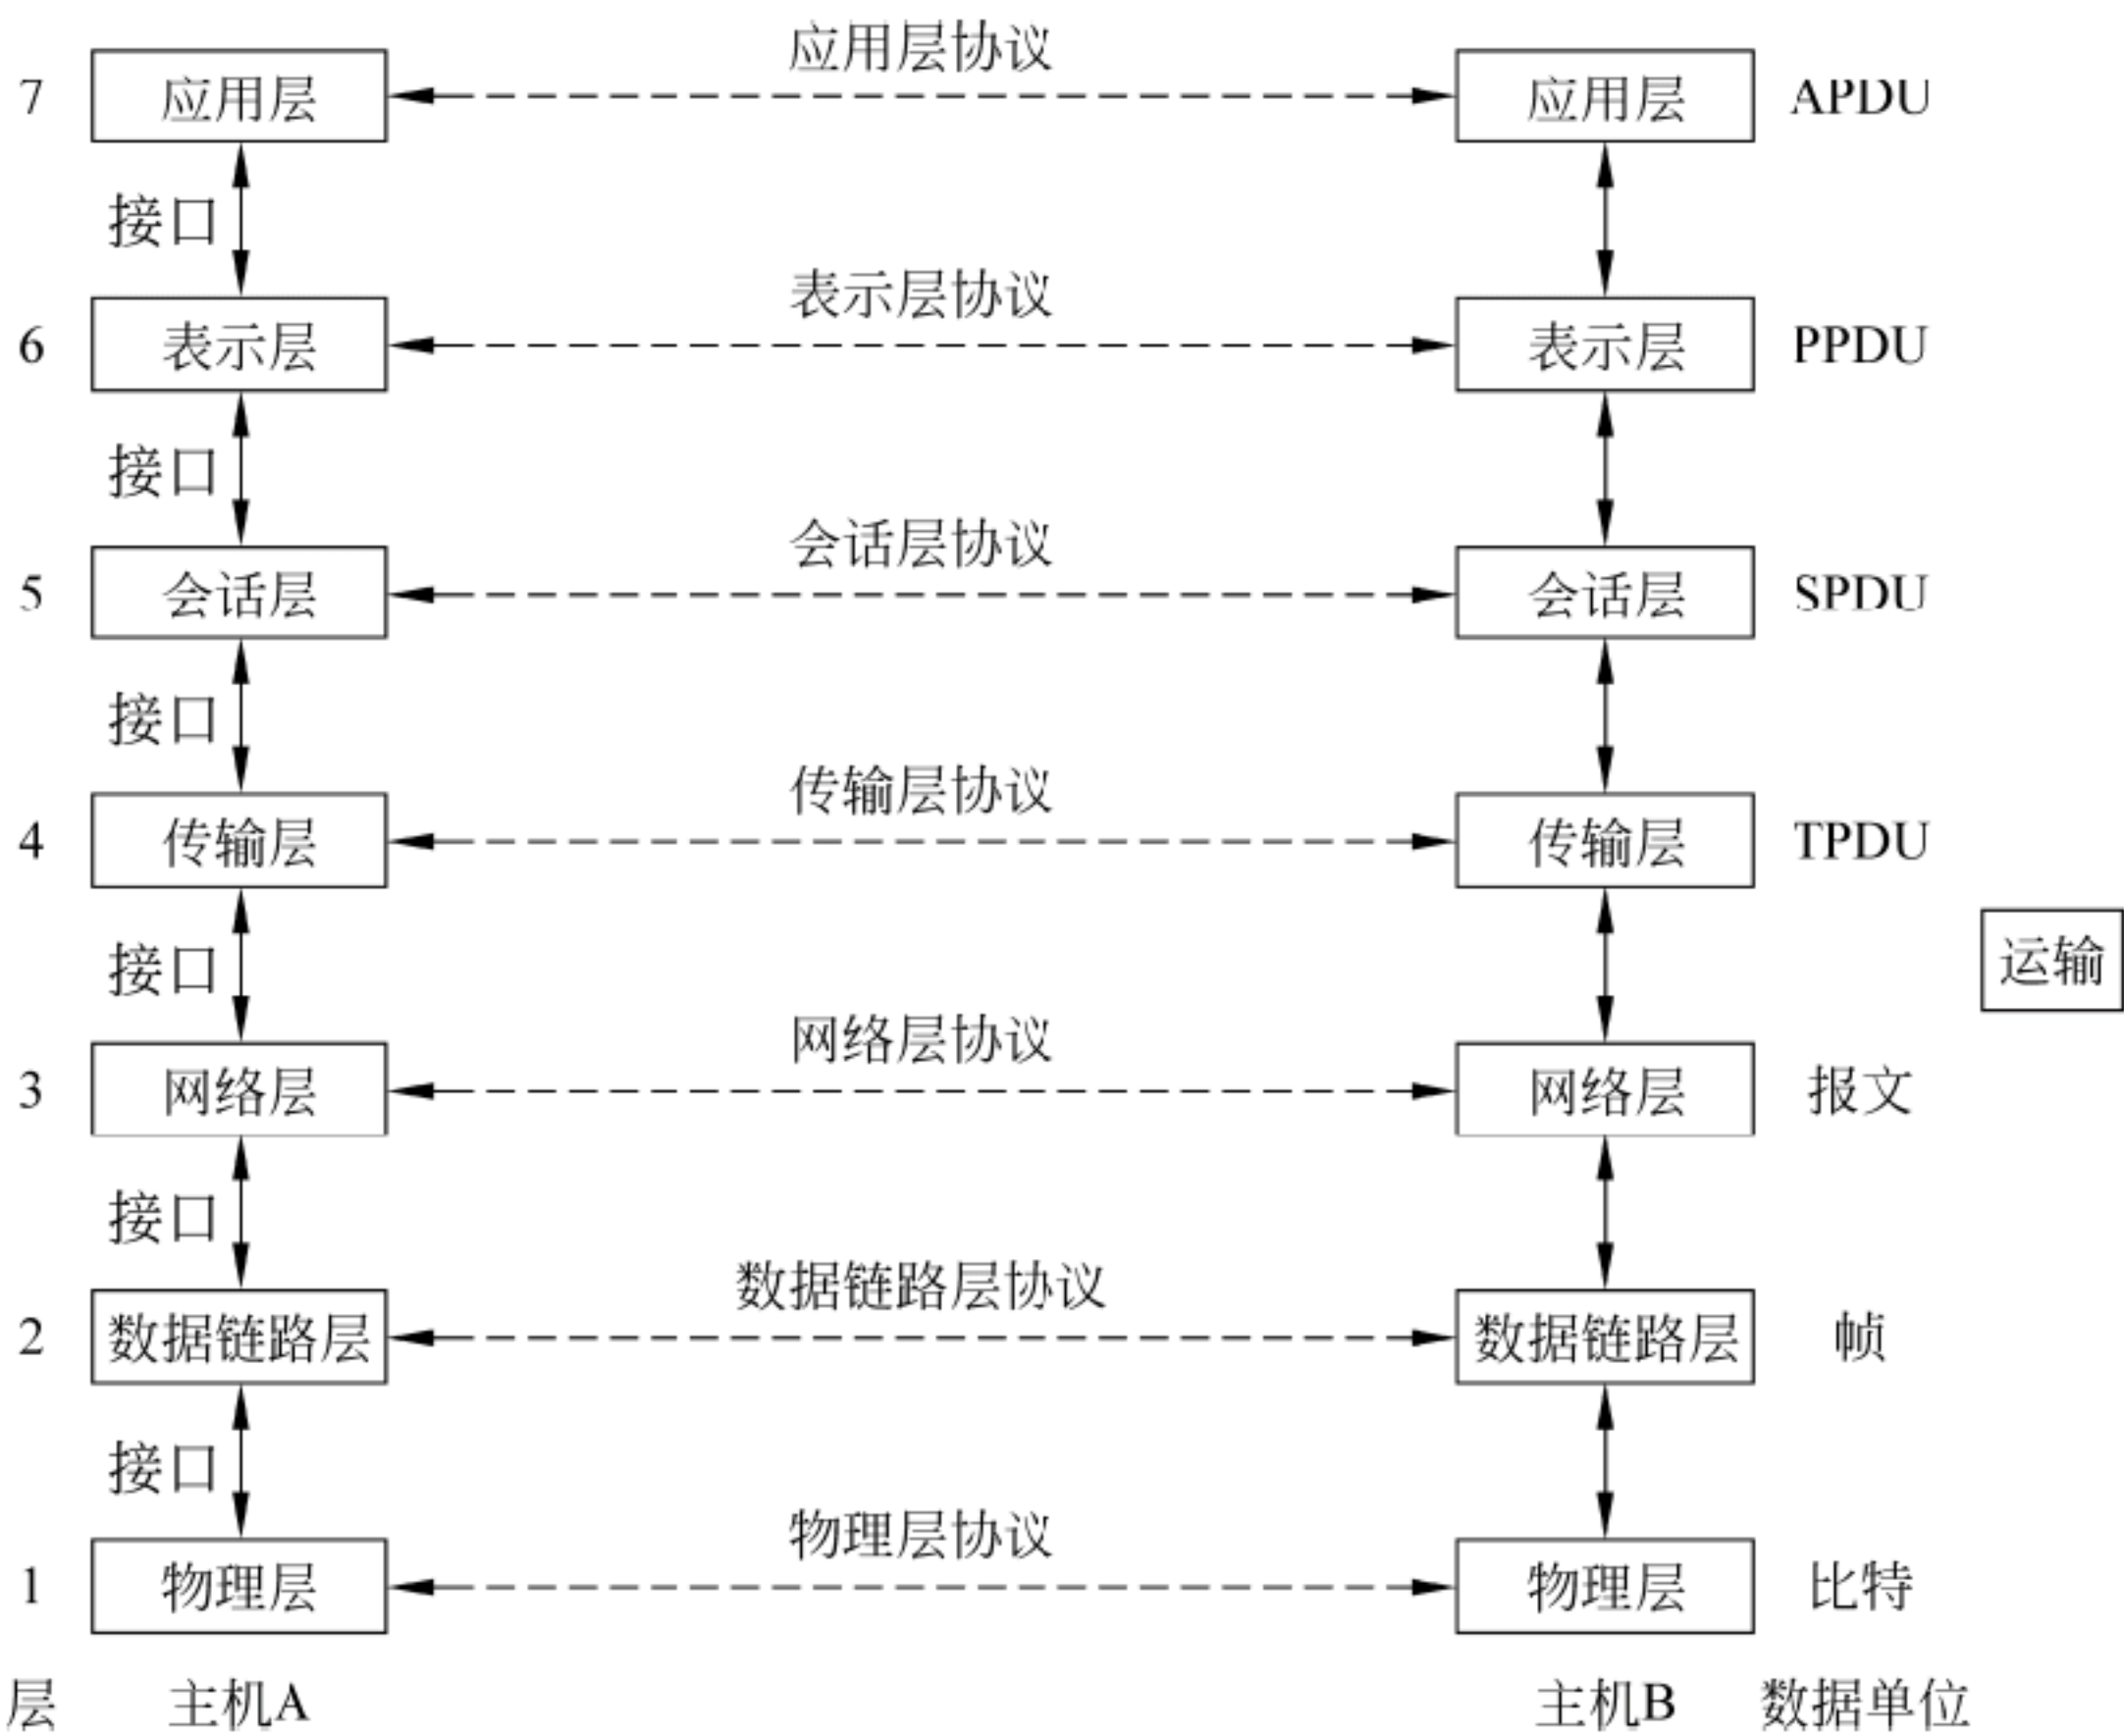 应用层协议
7 应用层 应用层 APDU
接口
表示层协议
6 表示层 表示层 PPDU
接口
会话层协议
5 会话层 会话层 SPDU
接口
传输层协议
4 传输层 传输层 TPDU
运输
接口
网络层协议
3 网络层 网络层 报文
接口
数据链路层协议
2 数据链路层 数据链路层 帧
接口
物理层协议
1 物理层 物理层 比特
层 主机A 主机B 数据单位